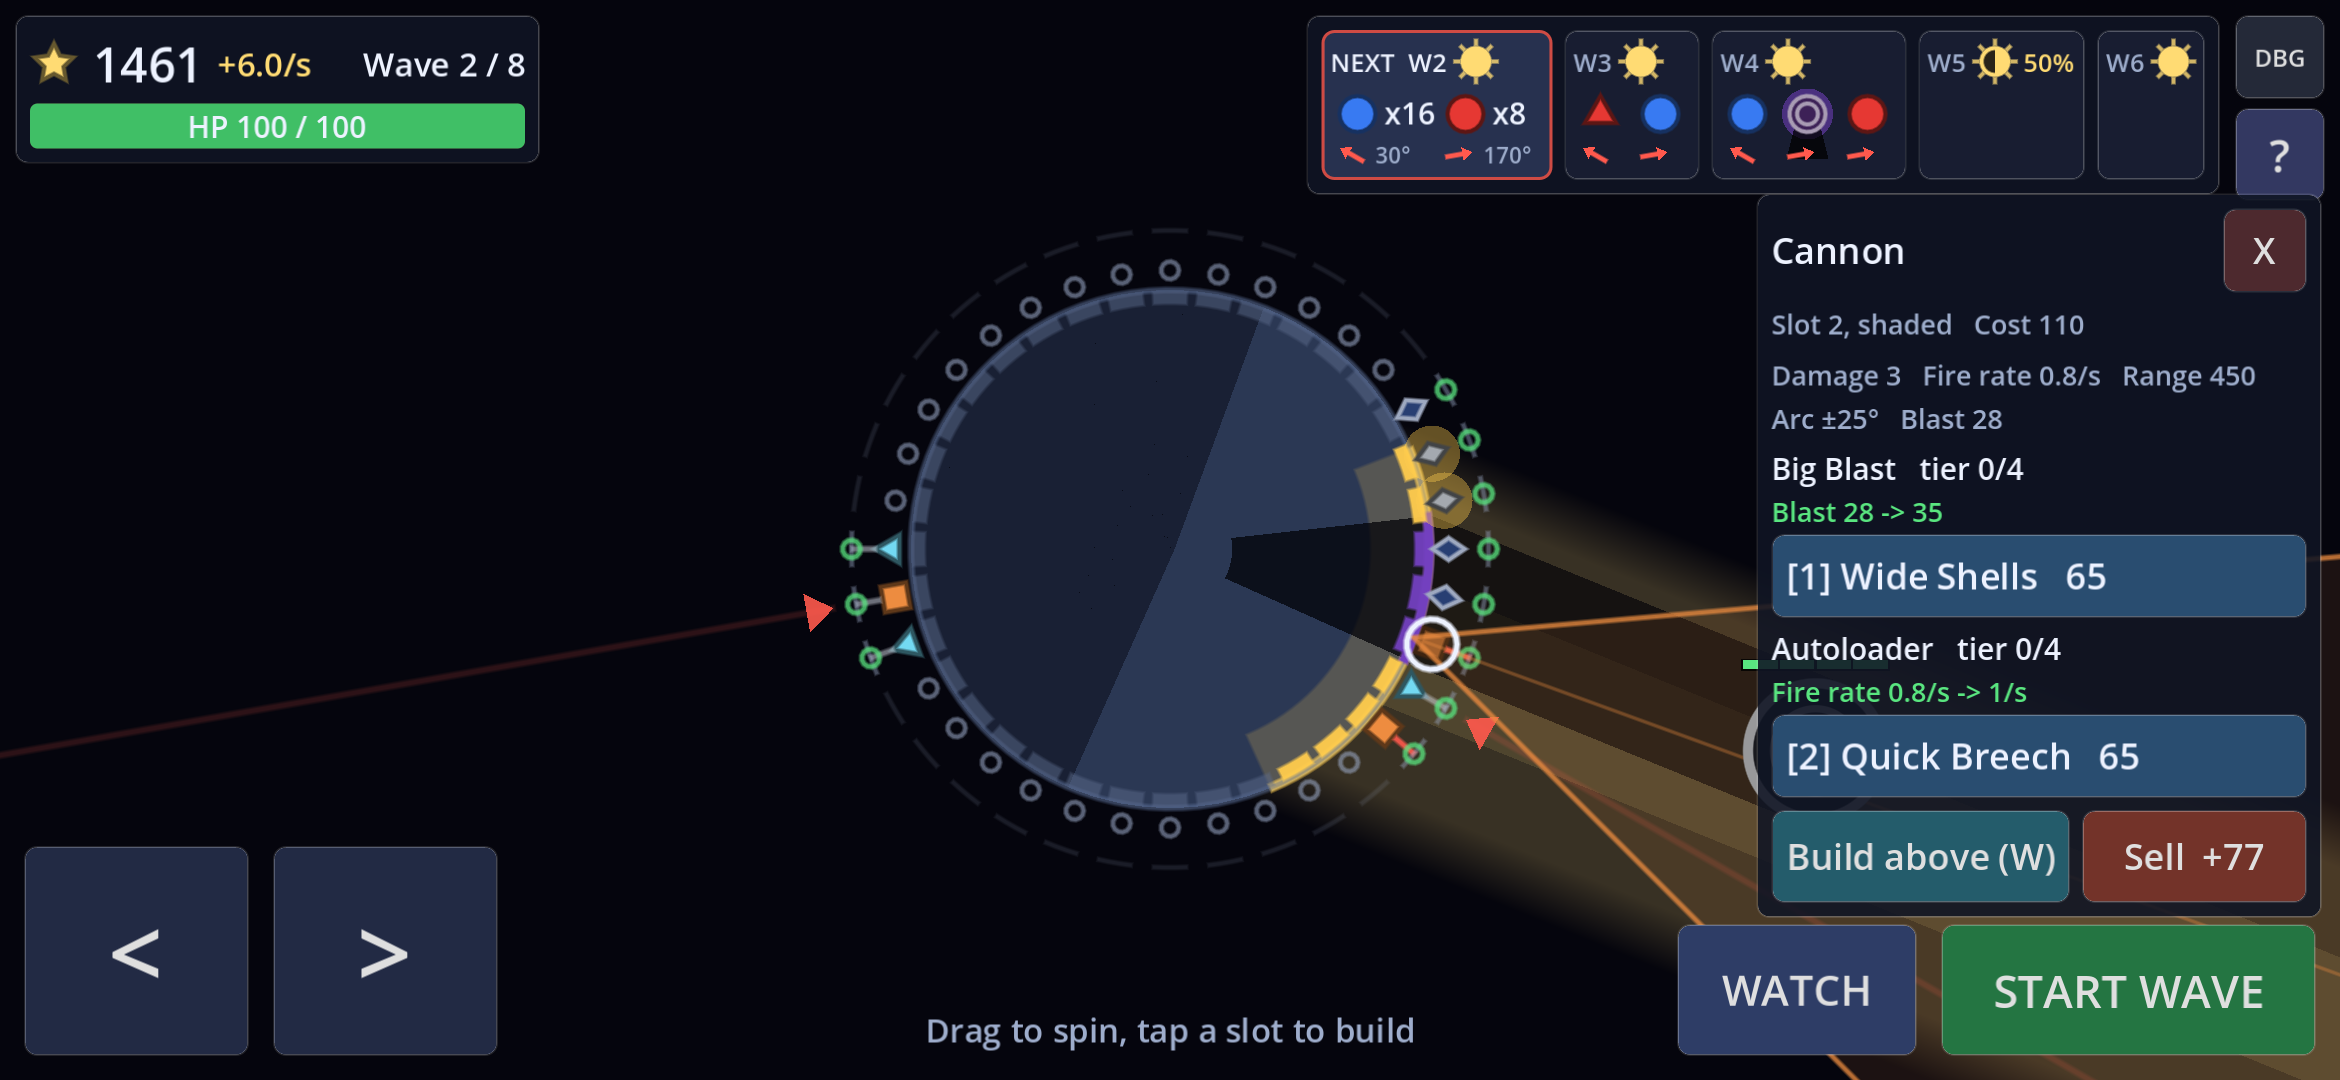 1461 +6.0/s Wave 2 / 8
HP 100 / 100
NEXT W2
x16 x8
30° 170°
W3
W4
W5 50%
W6
DBG
?
Cannon
X
Slot 2, shaded Cost 110
Damage 3 Fire rate 0.8/s Range 450
Arc ±25° Blast 28
Big Blast tier 0/4
Blast 28 -> 35
[1] Wide Shells 65
Autoloader tier 0/4
Fire rate 0.8/s -> 1/s
[2] Quick Breech 65
Build above (W)
Sell +77
< >
WATCH
START WAVE
Drag to spin, tap a slot to build